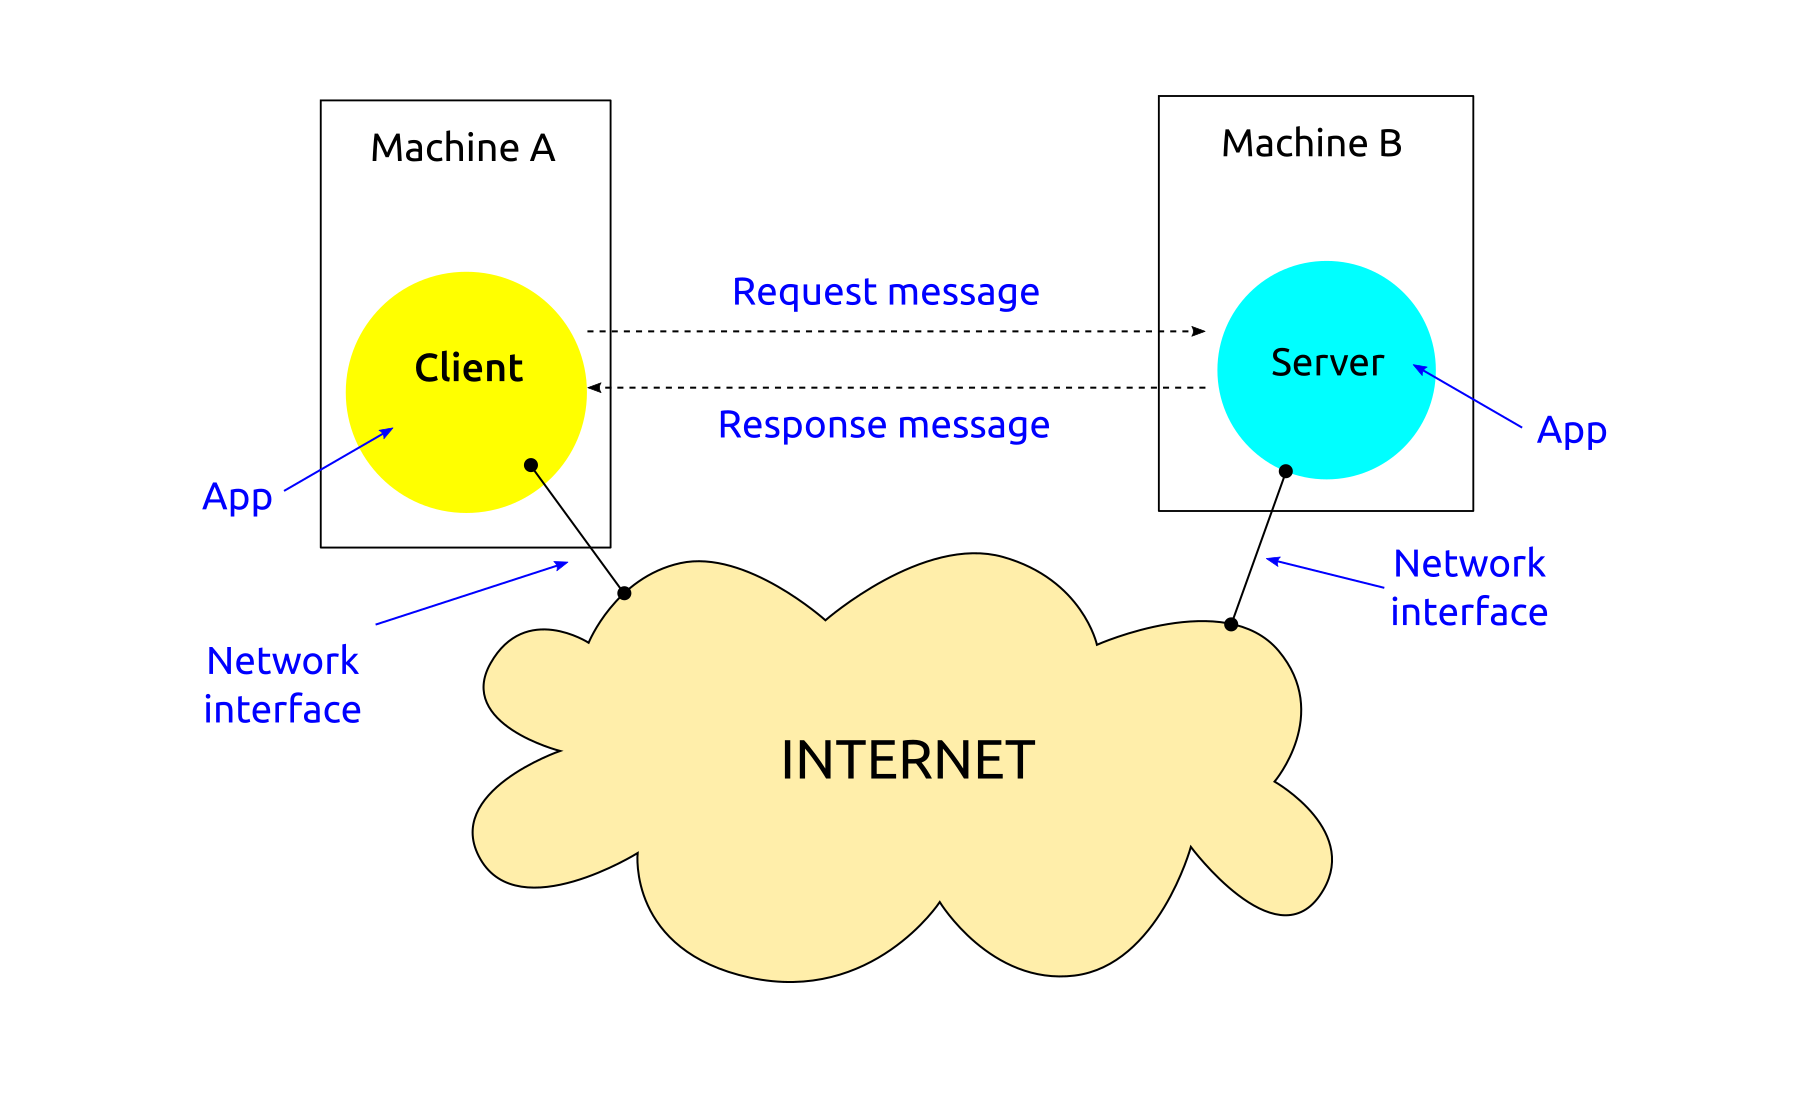 Machine A
Machine B
Request message
Client
Server
Response message
App
App
Network
interface
Network
interface
INTERNET